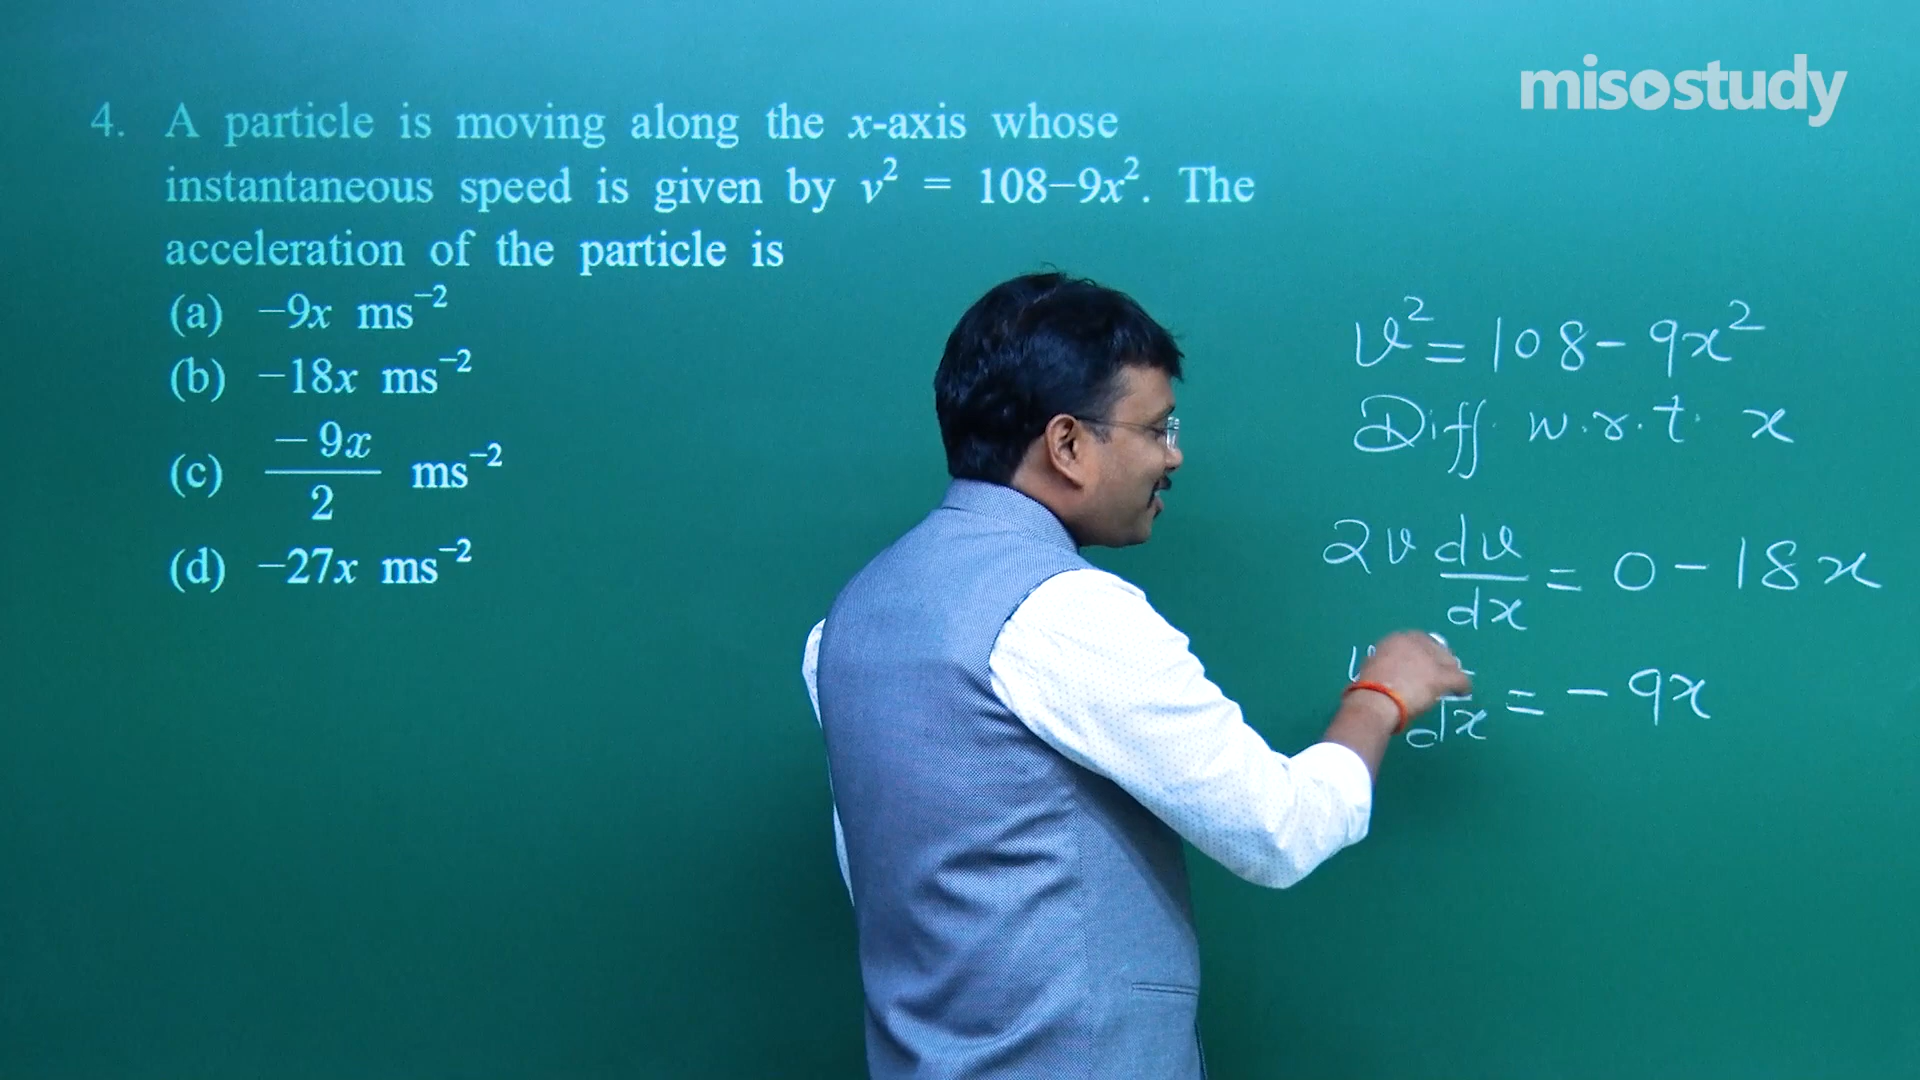 misostudy
4. A particle is moving along the x-axis whose
instantaneous speed is given by v² = 108−9x². The
acceleration of the particle is
(a) −9x ms⁻²
(b) −18x ms⁻²
(c) −9x/2 ms⁻²
(d) −27x ms⁻²
v² = 108 − 9x²
Diff. w.r.t. x
2v dv/dx = 0 − 18x
dx = − 9x